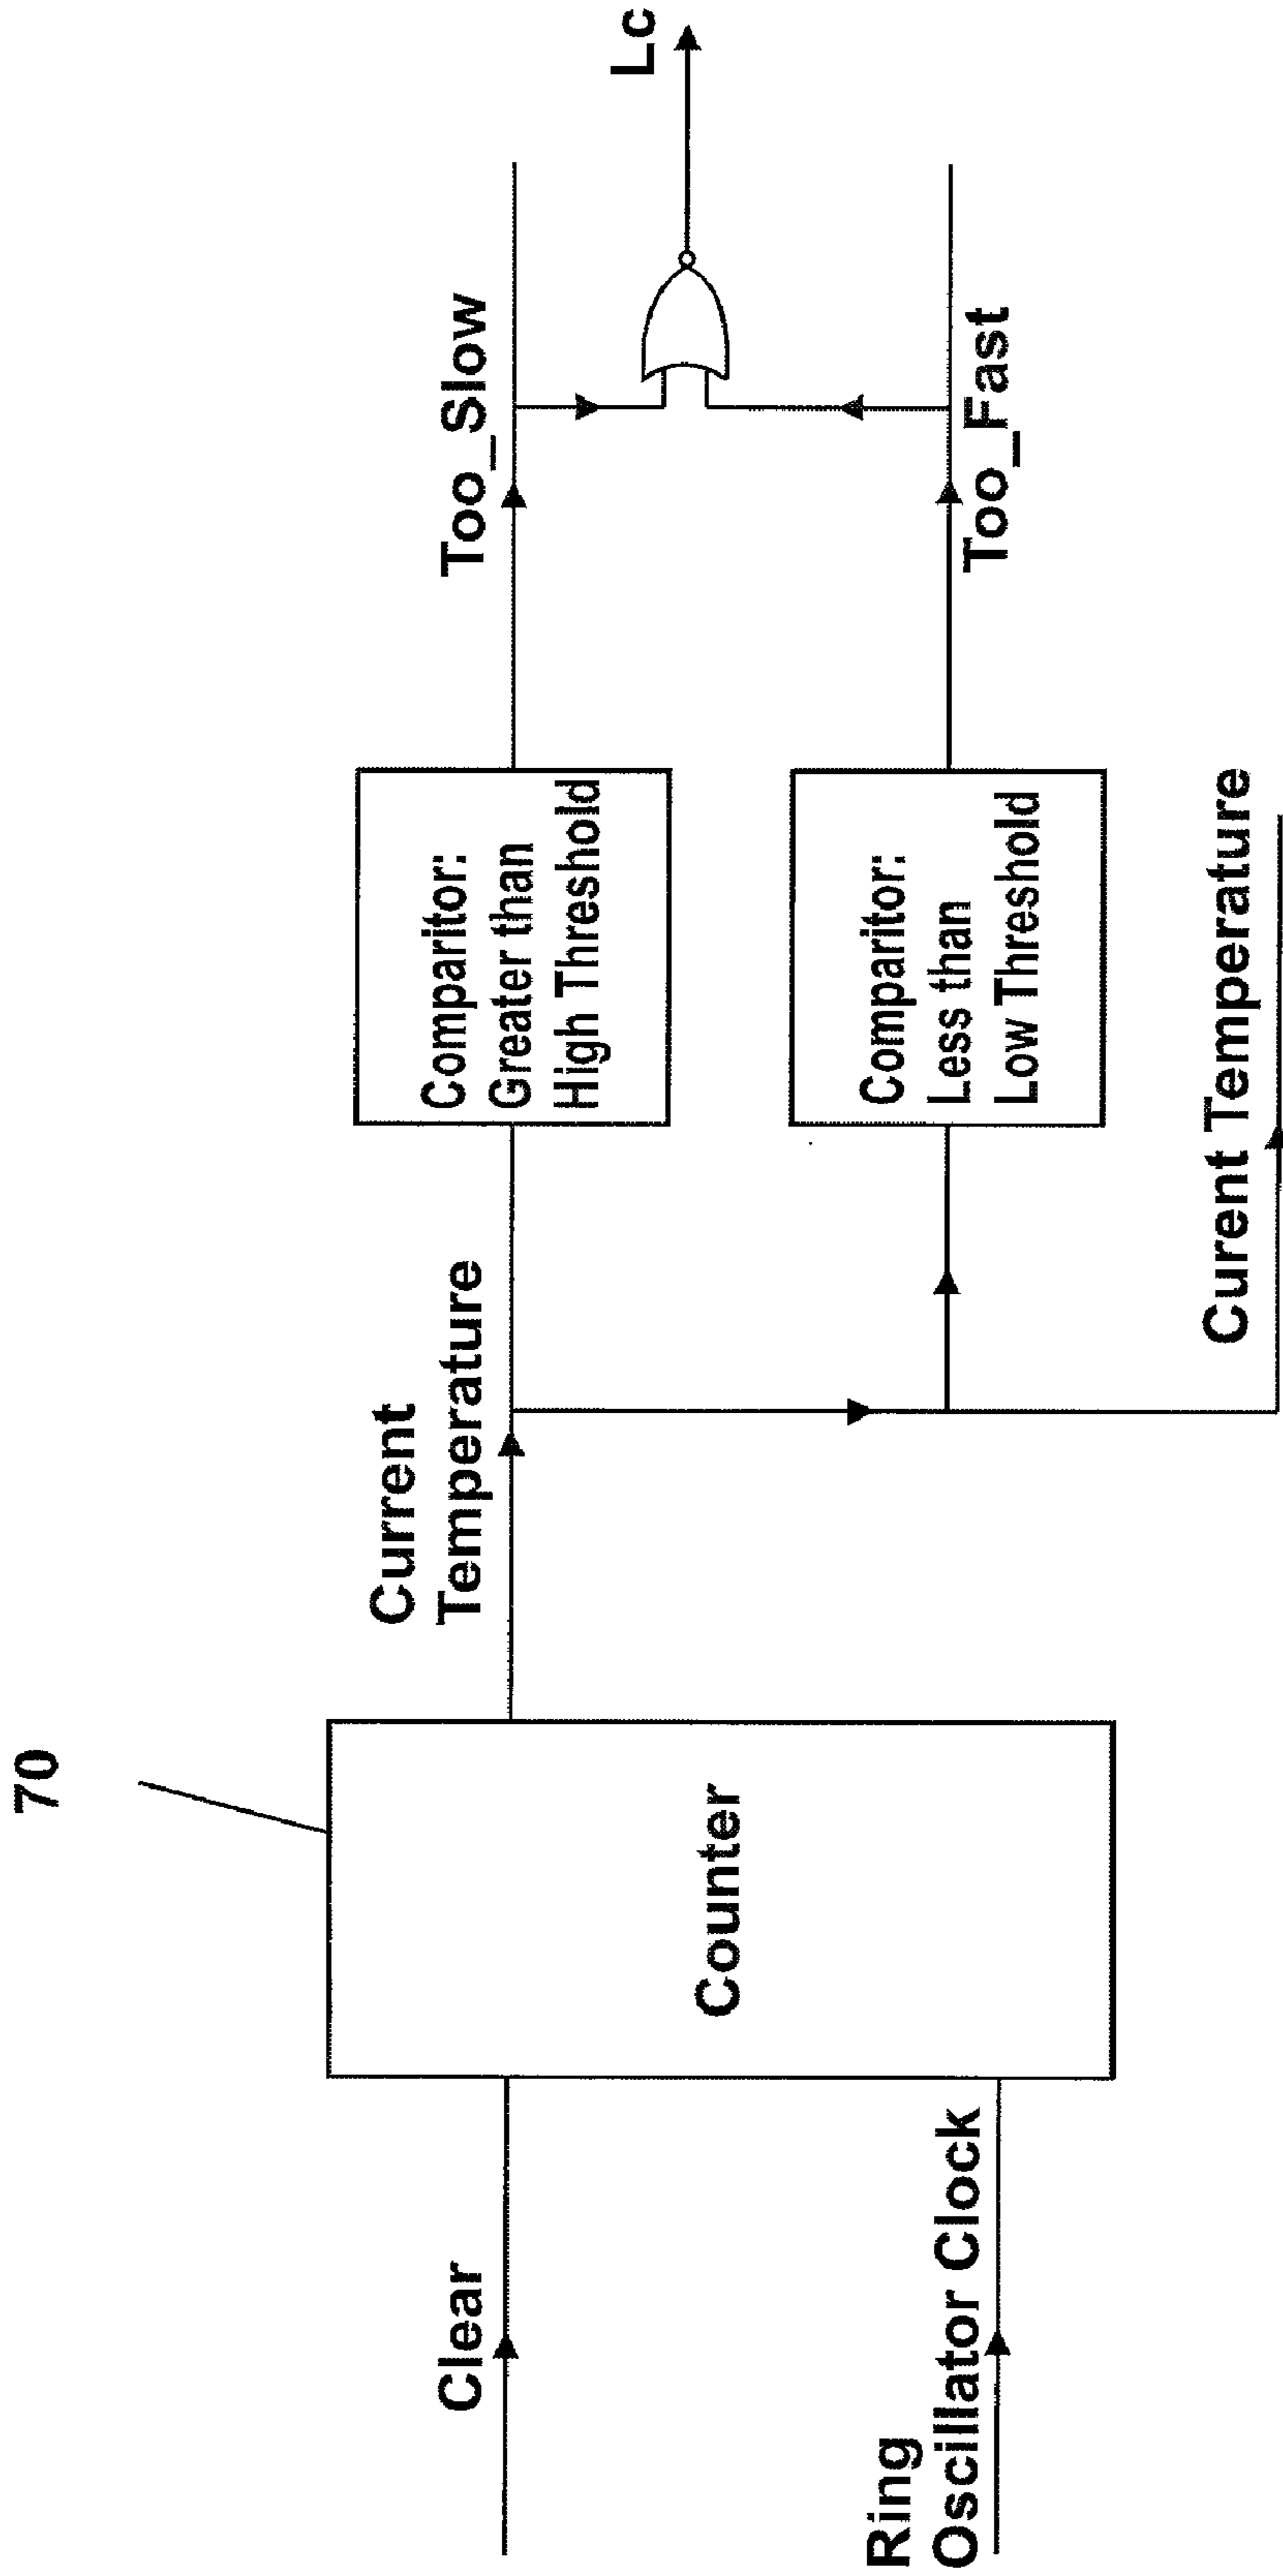 70
Clear
Ring
Oscillator Clock
Counter
Current
Temperature
Comparitor:
Greater than
High Threshold
Comparitor:
Less than
Low Threshold
Curent Temperature
Too_Slow
Too_Fast
Lc